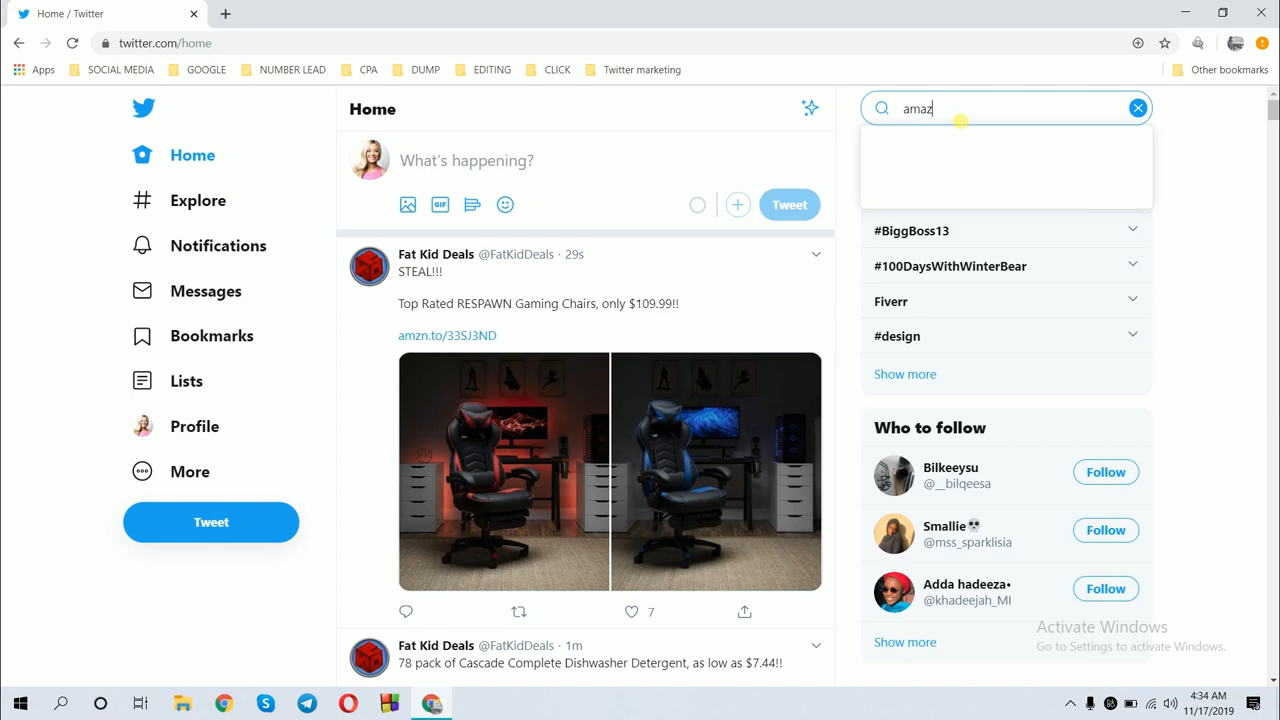 Home / Twitter
twitter.com/home
Apps SOCIAL MEDIA GOOGLE NUMBER LEAD CPA DUMP EDITING CLICK Twitter marketing Other bookmarks
Home
Explore
Notifications
Messages
Bookmarks
Lists
Profile
More
Tweet
Home
What's happening?
GIF
Tweet
Fat Kid Deals @FatKidDeals · 29s
STEAL!!!
Top Rated RESPAWN Gaming Chairs, only $109.99!!
amzn.to/33SJ3ND
7
Fat Kid Deals @FatKidDeals · 1m
78 pack of Cascade Complete Dishwasher Detergent, as low as $7.44!!
amaz
#BiggBoss13
#100DaysWithWinterBear
Fiverr
#design
Show more
Who to follow
Bilkeeysu
@__bilqeesa
Follow
Smallie💀
@mss_sparklisia
Follow
Adda hadeeza•
@khadeejah_MI
Follow
Show more
Activate Windows
Go to Settings to activate Windows.
4:34 AM
11/17/2019